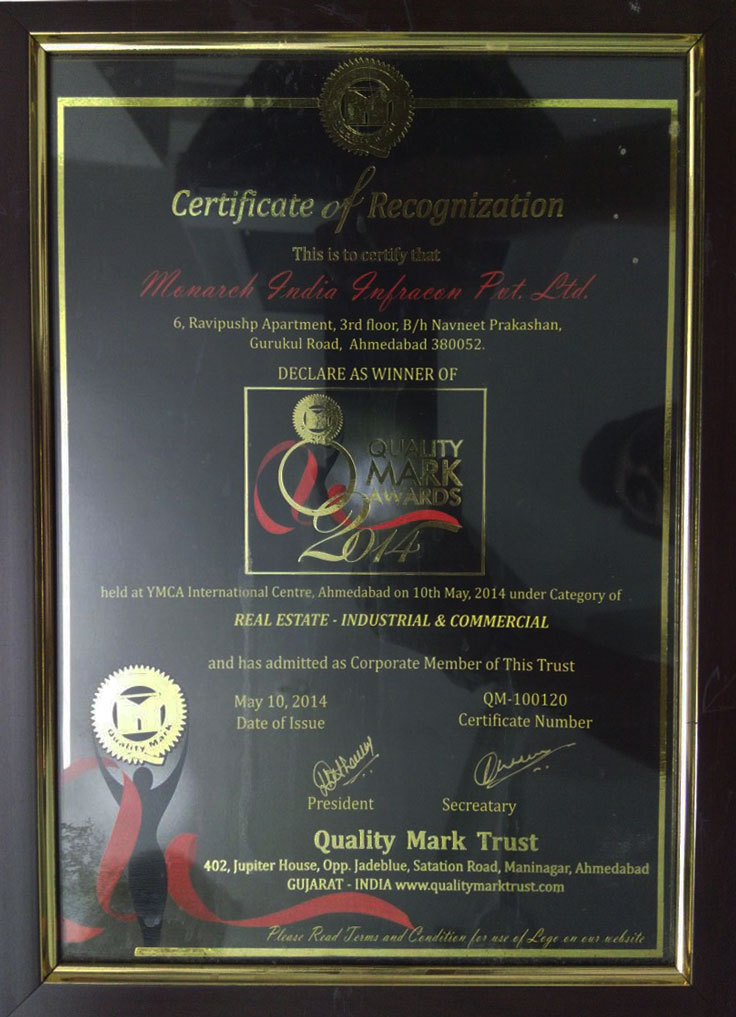 Certificate of Recognization
This is to certify that
Monarch India Infracon Pvt. Ltd.
6, Ravipushp Apartment, 3rd floor, B/h Navneet Prakashan,
Gurukul Road, Ahmedabad 380052.
DECLARE AS WINNER OF
QUALITY
MARK
AWARDS
2014
held at YMCA International Centre, Ahmedabad on 10th May, 2014 under Category of
REAL ESTATE - INDUSTRIAL & COMMERCIAL
and has admitted as Corporate Member of This Trust
May 10, 2014
Date of Issue
QM-100120
Certificate Number
Quality Mark
President
Secreatary
Quality Mark Trust
402, Jupiter House, Opp. Jadeblue, Satation Road, Maninagar, Ahmedabad
GUJARAT - INDIA www.qualitymarktrust.com
Please Read Terms and Condition for use of Logo on our website